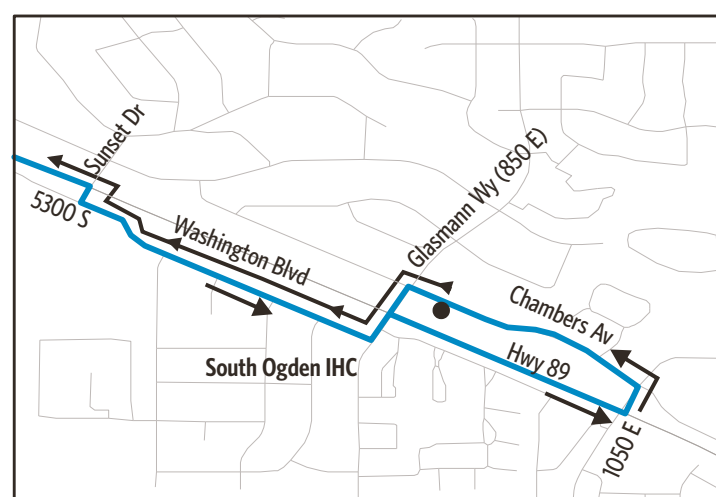 Sunset Dr
5300 S
Washington Blvd
Glasmann Wy (850 E)
Chambers Av
South Ogden IHC
Hwy 89
1050 E